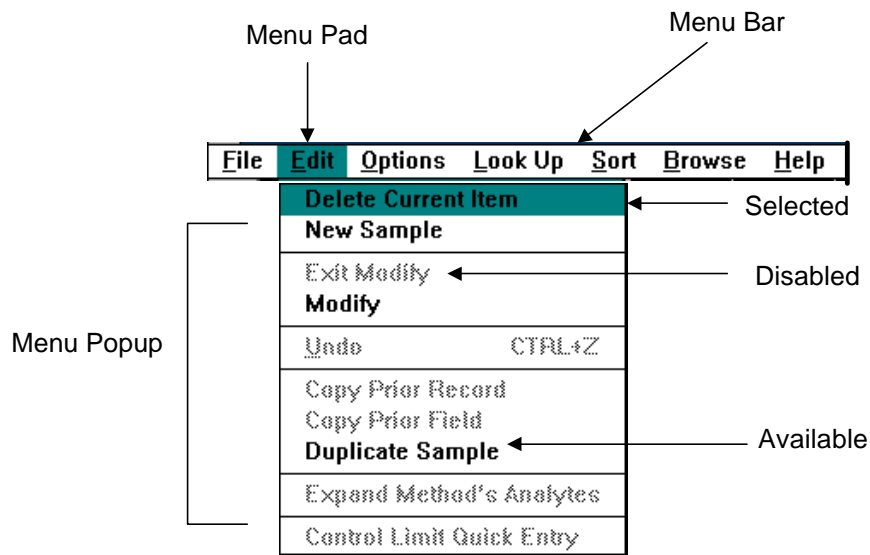 Menu Pad
Menu Bar
File Edit Options Look Up Sort Browse Help
Delete Current Item
Selected
New Sample
Exit Modify
Disabled
Modify
Menu Popup
Undo CTRL+Z
Copy Prior Record
Copy Prior Field
Duplicate Sample
Available
Expand Method's Analytes
Control Limit Quick Entry